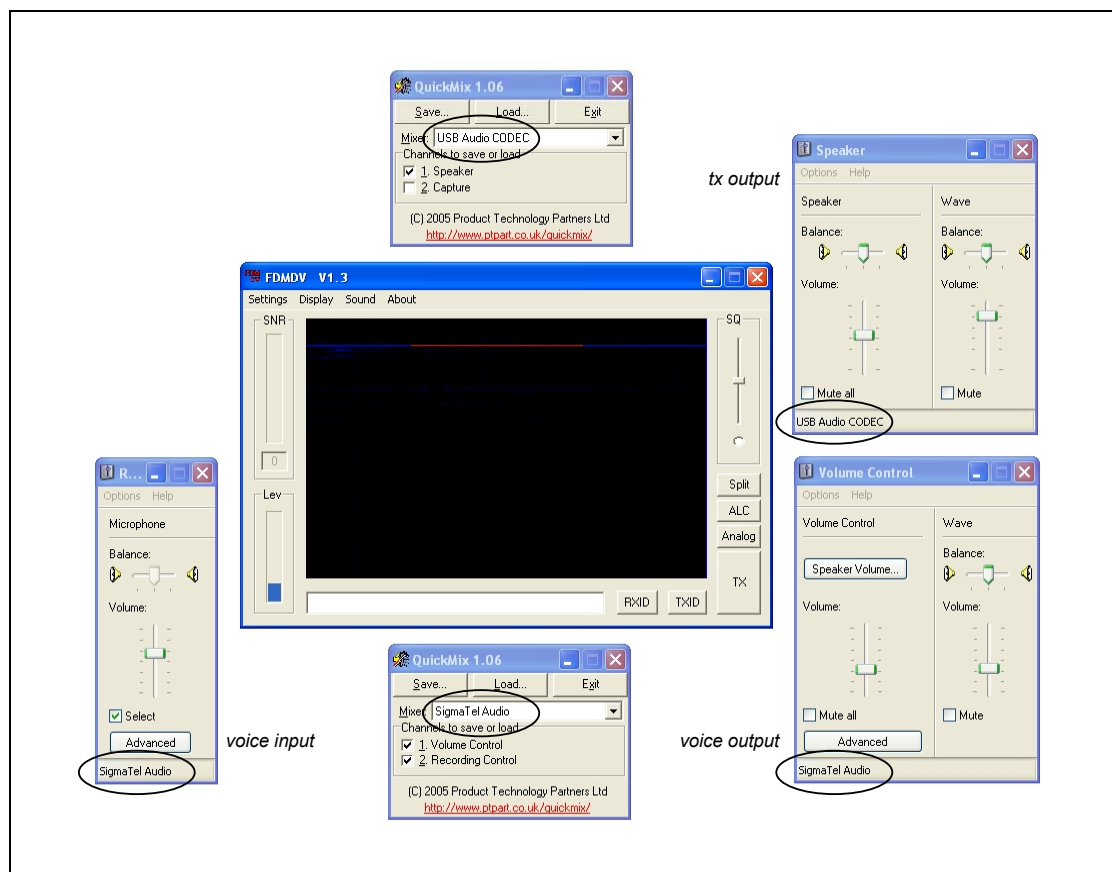 QuickMix 1.06
Save... Load... Exit
Mixer: USB Audio CODEC
Channels to save or load
1. Speaker
2. Capture
(C) 2005 Product Technology Partners Ltd
http://www.ptpart.co.uk/quickmix/
tx output
Speaker
Options Help
Speaker Wave
Balance: Balance:
Volume: Volume:
Mute all Mute
USB Audio CODEC
FDMDV V1.3
Settings Display Sound About
SNR
0
Lev
SQ
Split
ALC
Analog
TX
RXID TXID
R...
Options Help
Microphone
Balance:
Volume:
Select
Advanced
SigmaTel Audio
voice input
QuickMix 1.06
Save... Load... Exit
Mixer: SigmaTel Audio
Channels to save or load
1. Volume Control
2. Recording Control
(C) 2005 Product Technology Partners Ltd
http://www.ptpart.co.uk/quickmix/
voice output
Volume Control
Options Help
Volume Control Wave
Balance:
Speaker Volume...
Volume: Volume:
Mute all Mute
Advanced
SigmaTel Audio